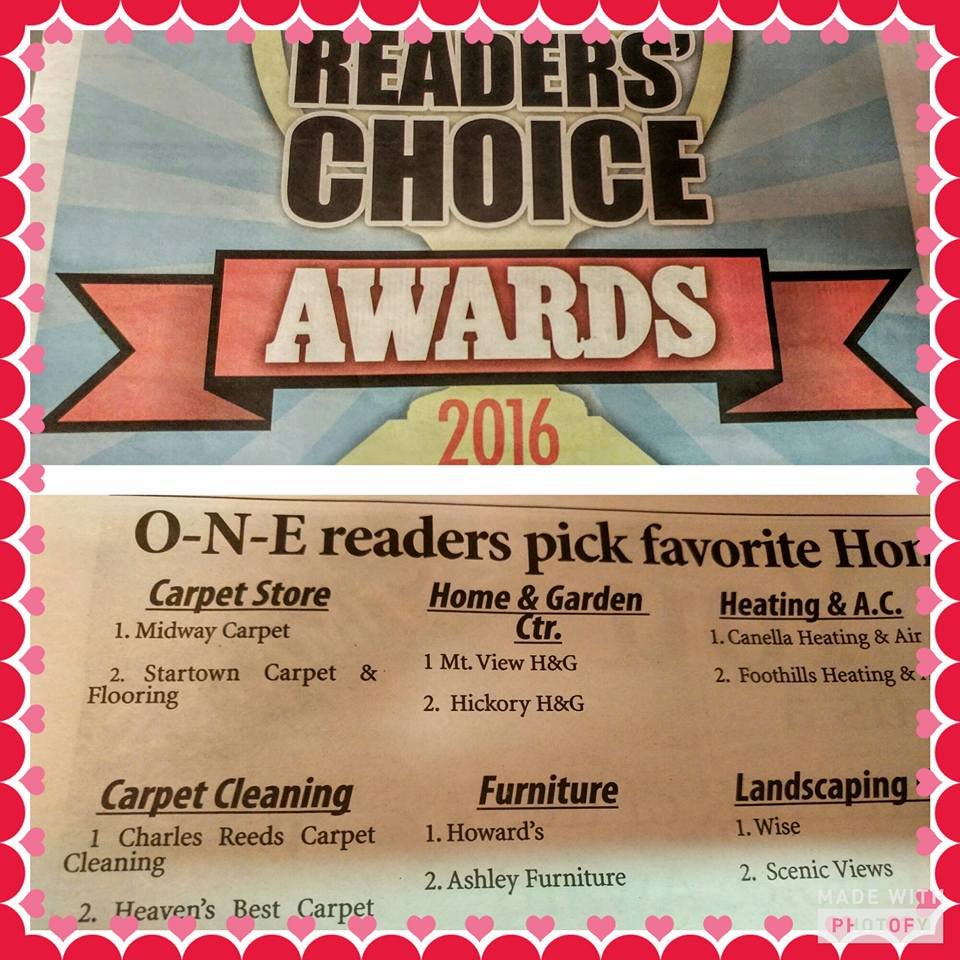 READERS'
CHOICE
AWARDS
2016
O-N-E readers pick favorite
Carpet Store
1. Midway Carpet
2. Startown Carpet &
Flooring
Home & Garden
Ctr.
1 Mt. View H&G
2. Hickory H&G
Heating & A.C.
1. Canella Heating & Air
2. Foothills Heating &
Carpet Cleaning
1 Charles Reeds Carpet
Cleaning
2. Heaven's Best Carpet
Furniture
1. Howard's
2. Ashley Furniture
Landscaping
1. Wise
2. Scenic Views
MADE WITH
PHOTOFY